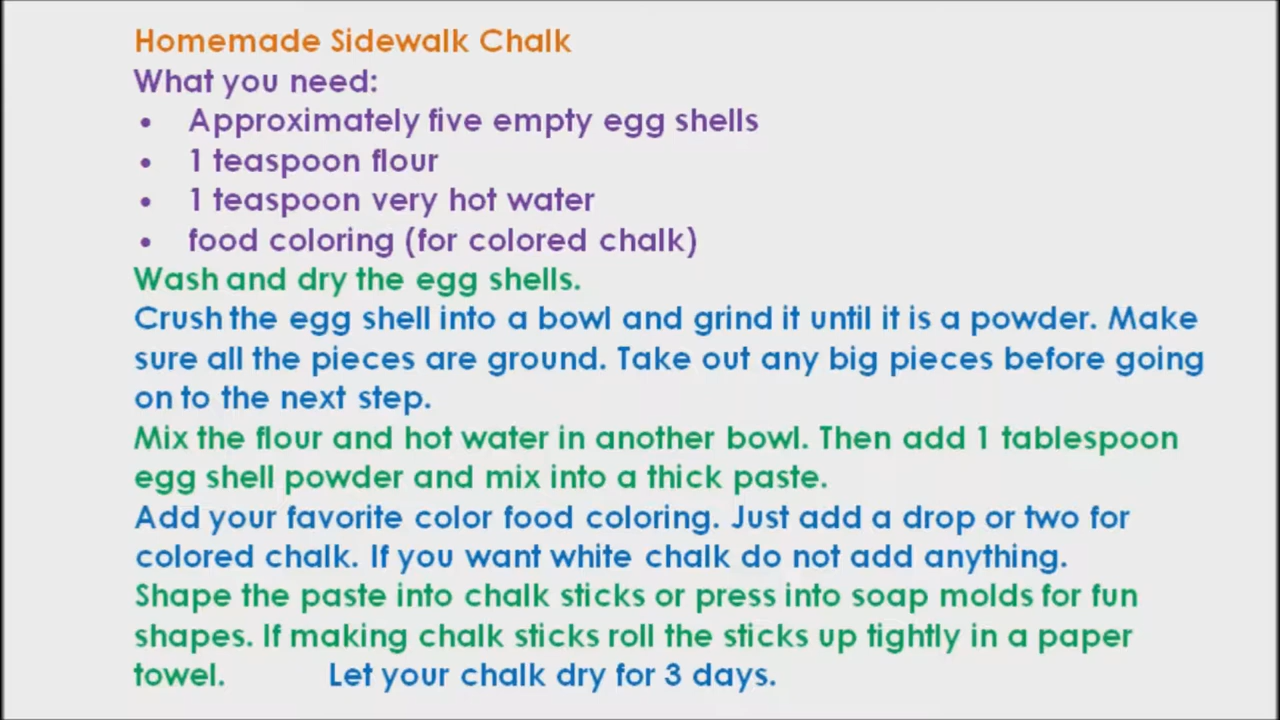 Homemade Sidewalk Chalk
What you need:
• Approximately five empty egg shells
• 1 teaspoon flour
• 1 teaspoon very hot water
• food coloring (for colored chalk)
Wash and dry the egg shells.
Crush the egg shell into a bowl and grind it until it is a powder. Make
sure all the pieces are ground. Take out any big pieces before going
on to the next step.
Mix the flour and hot water in another bowl. Then add 1 tablespoon
egg shell powder and mix into a thick paste.
Add your favorite color food coloring. Just add a drop or two for
colored chalk. If you want white chalk do not add anything.
Shape the paste into chalk sticks or press into soap molds for fun
shapes. If making chalk sticks roll the sticks up tightly in a paper
towel. Let your chalk dry for 3 days.